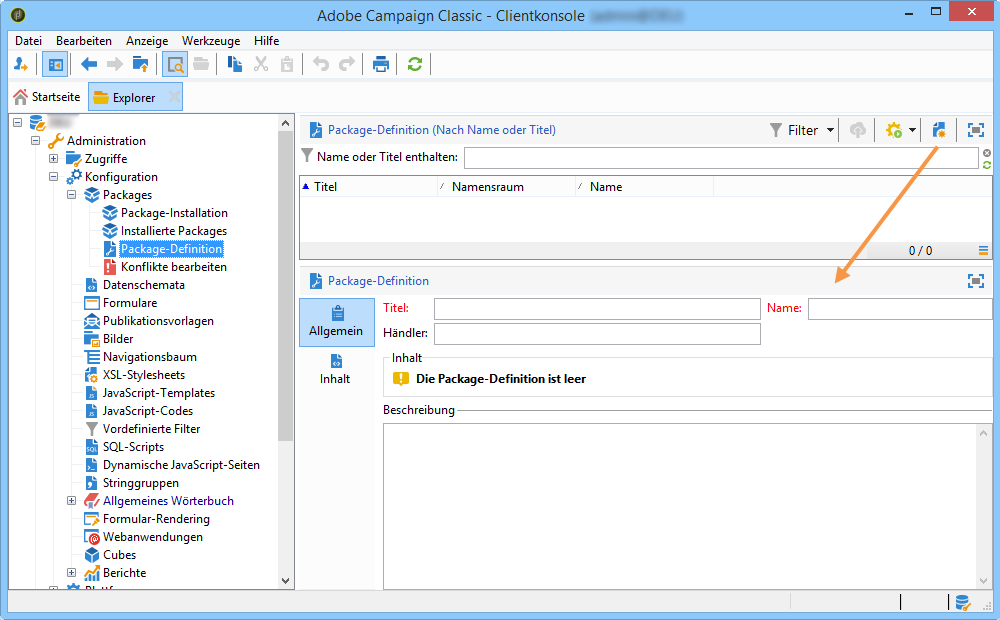 Adobe Campaign Classic - Clientkonsole
Datei Bearbeiten Anzeige Werkzeuge Hilfe
Startseite Explorer
Administration
Zugriffe
Konfiguration
Packages
Package-Installation
Installierte Packages
Package-Definition
Konflikte bearbeiten
Datenschemata
Formulare
Publikationsvorlagen
Bilder
Navigationsbaum
XSL-Stylesheets
JavaScript-Templates
JavaScript-Codes
Vordefinierte Filter
SQL-Scripts
Dynamische JavaScript-Seiten
Stringgruppen
Allgemeines Wörterbuch
Formular-Rendering
Webanwendungen
Cubes
Berichte
Package-Definition (Nach Name oder Titel) Filter
Name oder Titel enthalten:
Titel Namensraum Name
0 / 0
Package-Definition
Allgemein
Inhalt
Titel: Name:
Händler:
Inhalt
Die Package-Definition ist leer
Beschreibung